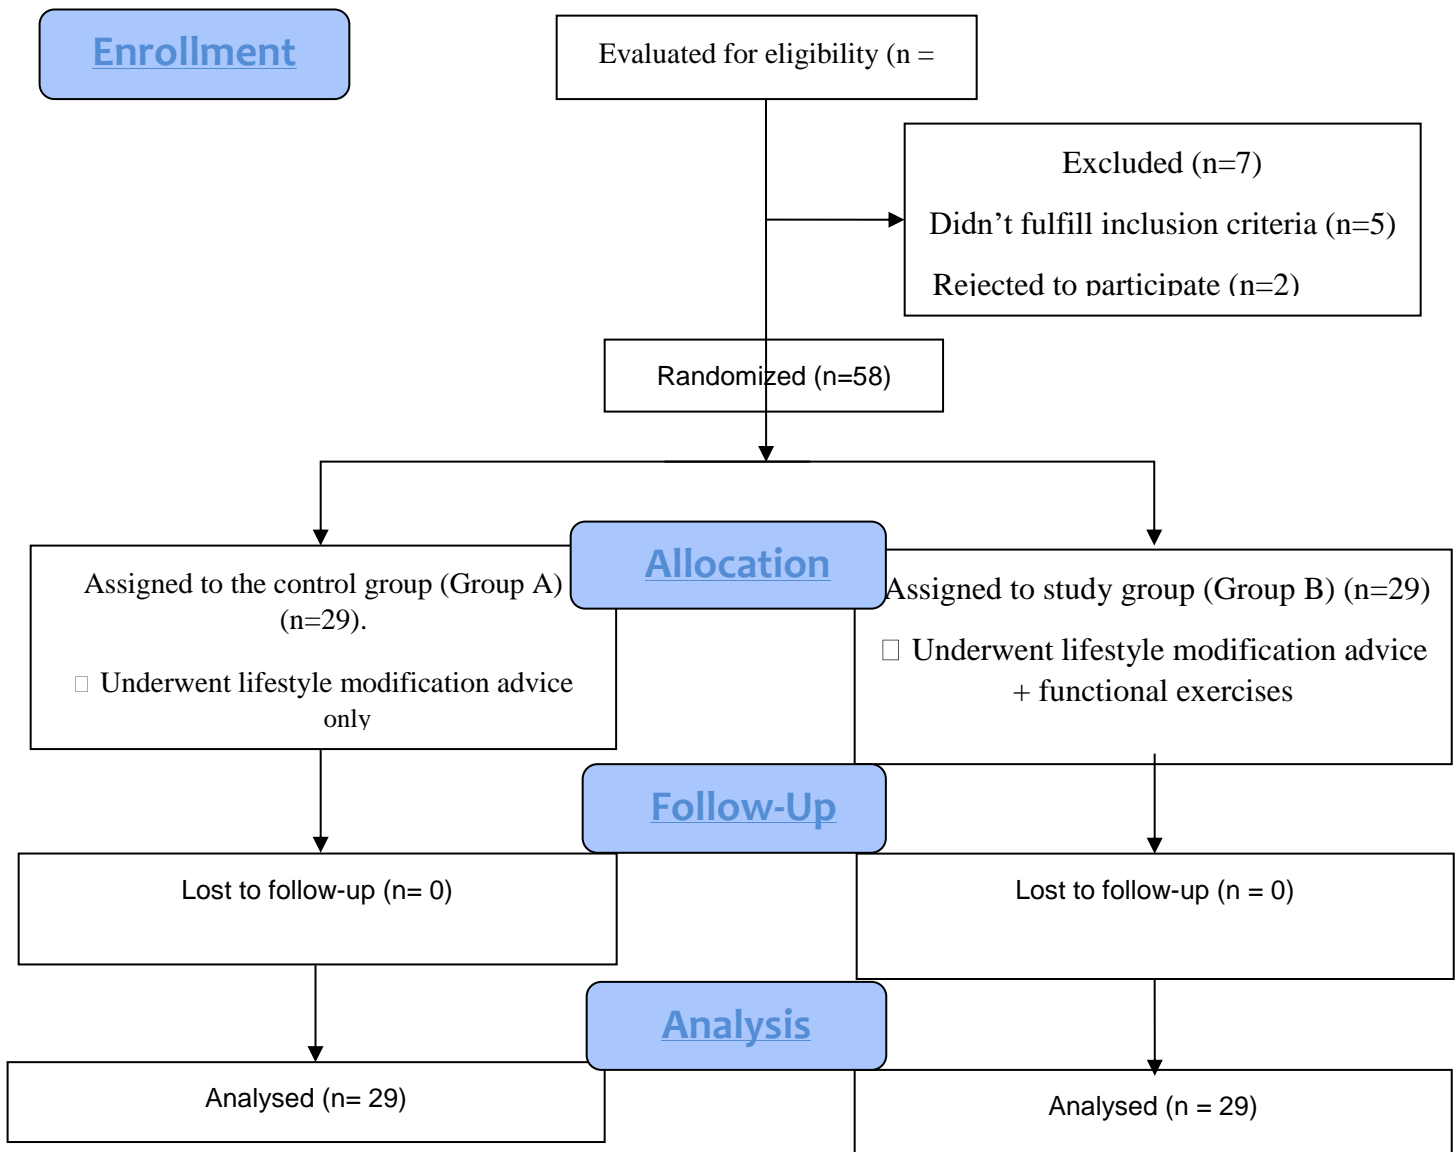 Enrollment
Evaluated for eligibility (n =
Excluded (n=7)
Didn’t fulfill inclusion criteria (n=5)
Rejected to participate (n=2)
Randomized (n=58)
Allocation
Assigned to the control group (Group A)
(n=29).
□ Underwent lifestyle modification advice
only
Assigned to study group (Group B) (n=29)
□ Underwent lifestyle modification advice
+ functional exercises
Follow-Up
Lost to follow-up (n= 0)
Lost to follow-up (n = 0)
Analysis
Analysed (n= 29)
Analysed (n = 29)